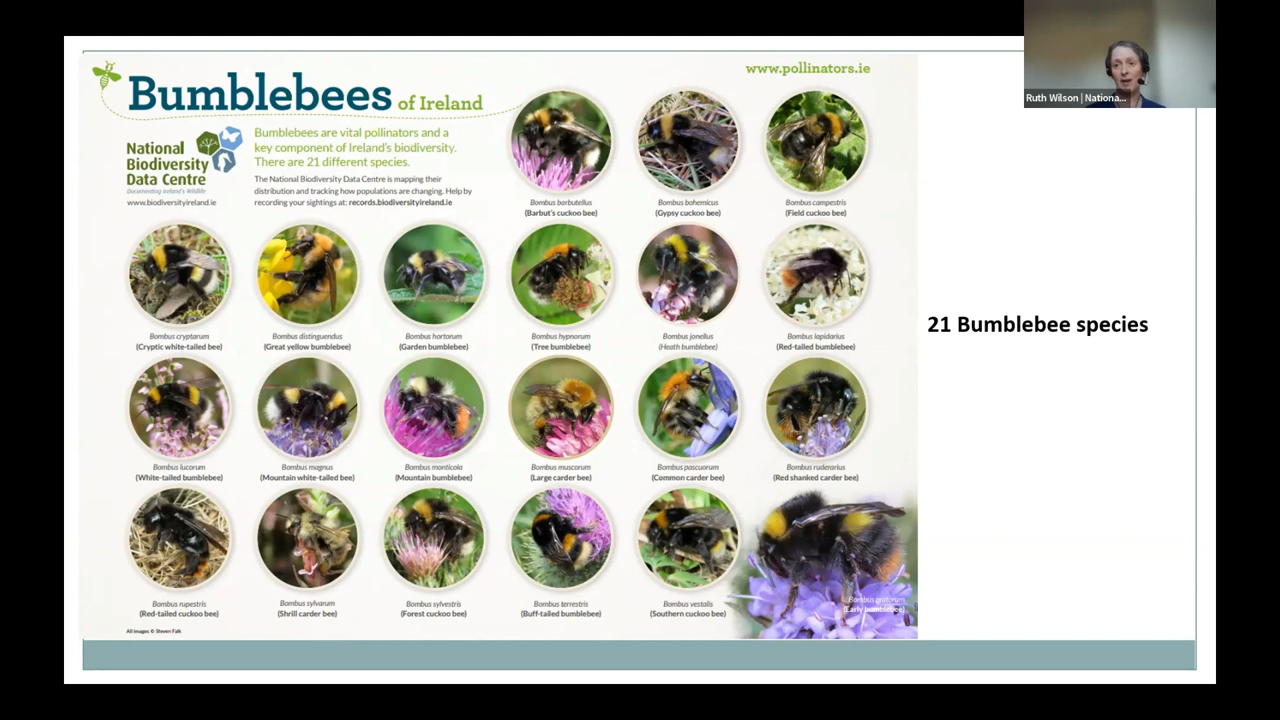 www.pollinators.ie
Bumblebees of Ireland
National
Biodiversity
Data Centre
Documenting Ireland's Wildlife
www.biodiversityireland.ie
Bumblebees are vital pollinators and a
key component of Ireland's biodiversity.
There are 21 different species.
The National Biodiversity Data Centre is mapping their
distribution and tracking how populations are changing. Help by
recording your sightings at: records.biodiversityireland.ie
Bombus barbutellus
(Barbut's cuckoo bee)
Bombus bohemicus
(Gypsy cuckoo bee)
Bombus campestris
(Field cuckoo bee)
Bombus cryptarum
(Cryptic white-tailed bee)
Bombus distinguendus
(Great yellow bumblebee)
Bombus hortorum
(Garden bumblebee)
Bombus hypnorum
(Tree bumblebee)
Bombus jonellus
(Heath bumblebee)
Bombus lapidarius
(Red-tailed bumblebee)
Bombus lucorum
(White-tailed bumblebee)
Bombus magnus
(Mountain white-tailed bee)
Bombus monticola
(Mountain bumblebee)
Bombus muscorum
(Large carder bee)
Bombus pascuorum
(Common carder bee)
Bombus ruderarius
(Red shanked carder bee)
Bombus rupestris
(Red-tailed cuckoo bee)
Bombus sylvarum
(Shrill carder bee)
Bombus sylvestris
(Forest cuckoo bee)
Bombus terrestris
(Buff-tailed bumblebee)
Bombus vestalis
(Southern cuckoo bee)
Bombus pratorum
(Early bumblebee)
All images © Steven Falk
21 Bumblebee species
Ruth Wilson | Nationa...